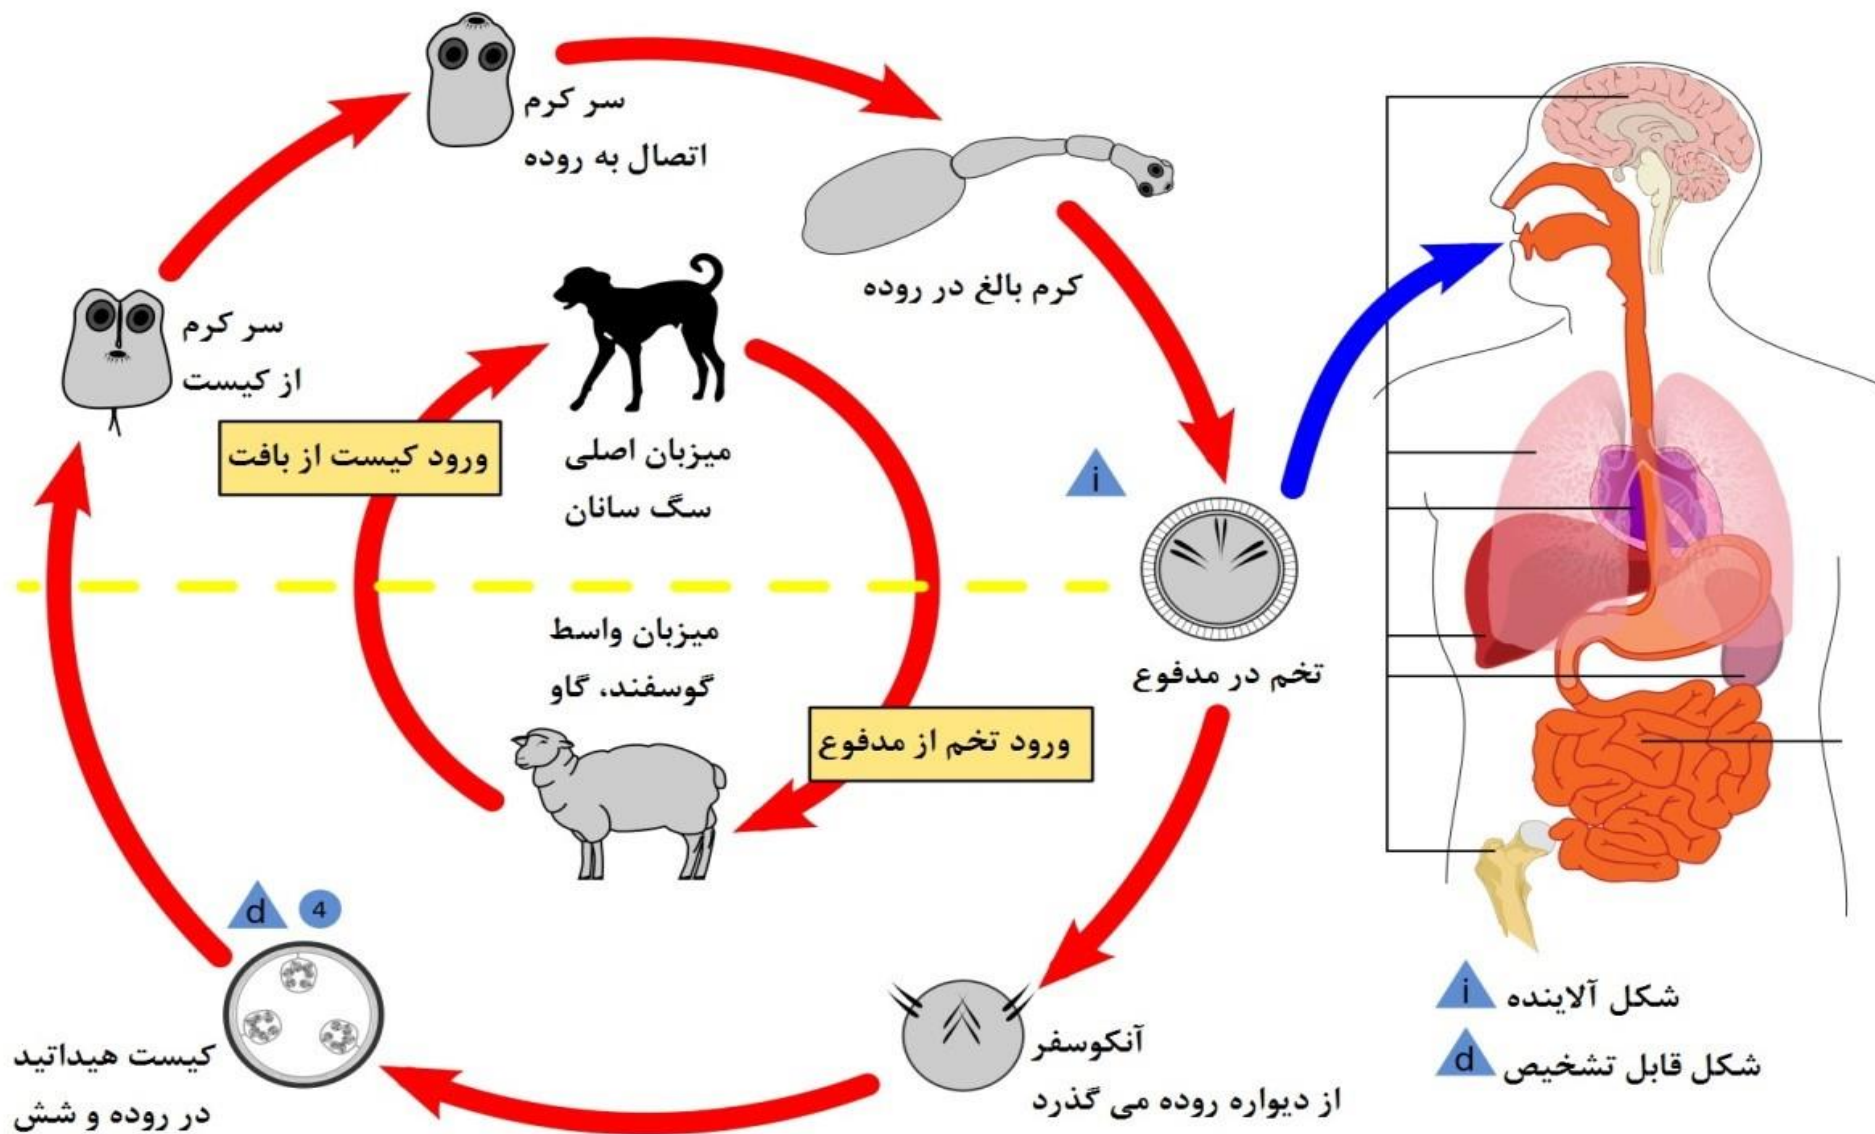 سر کرم
اتصال به روده
کرم بالغ در روده
سر کرم
از کیست
ورود کیست از بافت
میزبان اصلی
سگ سانان
i
میزبان واسط
گوسفند، گاو
تخم در مدفوع
ورود تخم از مدفوع
d 4
کیست هیداتید
در روده و شش
آنکوسفر
از دیواره روده می گذرد
i شکل آلاینده
d شکل قابل تشخیص